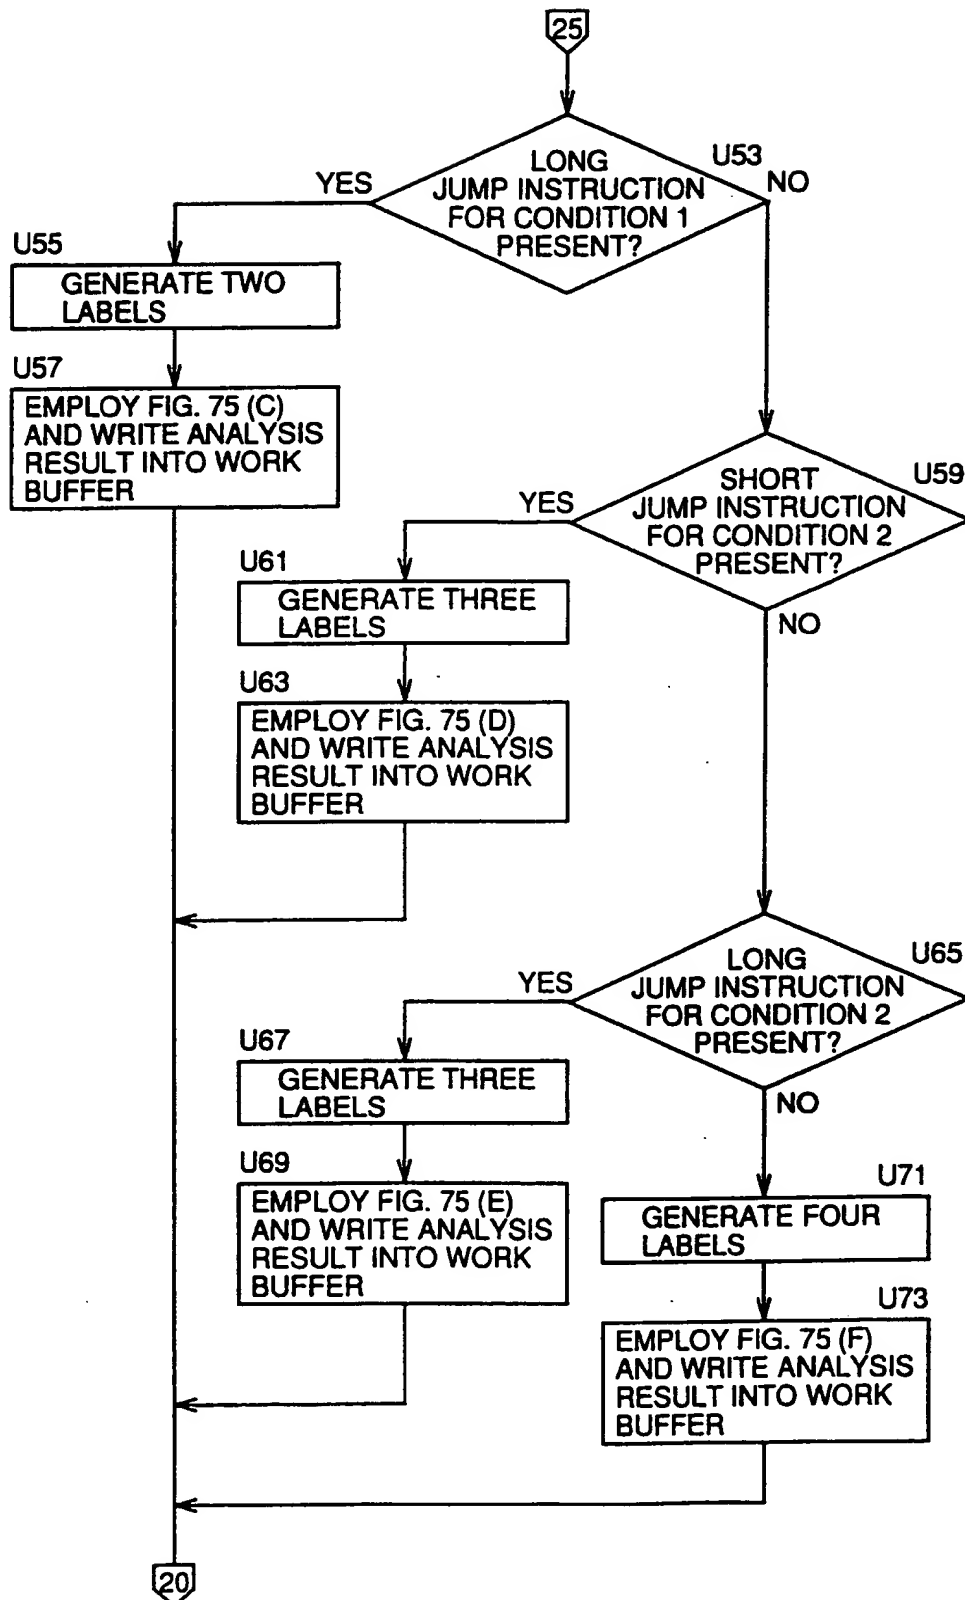 25
LONG
JUMP INSTRUCTION
FOR CONDITION 1
PRESENT?
U53
YES
NO
U55
GENERATE TWO
LABELS
U57
EMPLOY FIG. 75 (C)
AND WRITE ANALYSIS
RESULT INTO WORK
BUFFER
SHORT
JUMP INSTRUCTION
FOR CONDITION 2
PRESENT?
U59
YES
NO
U61
GENERATE THREE
LABELS
U63
EMPLOY FIG. 75 (D)
AND WRITE ANALYSIS
RESULT INTO WORK
BUFFER
LONG
JUMP INSTRUCTION
FOR CONDITION 2
PRESENT?
U65
YES
NO
U67
GENERATE THREE
LABELS
U69
EMPLOY FIG. 75 (E)
AND WRITE ANALYSIS
RESULT INTO WORK
BUFFER
U71
GENERATE FOUR
LABELS
U73
EMPLOY FIG. 75 (F)
AND WRITE ANALYSIS
RESULT INTO WORK
BUFFER
20